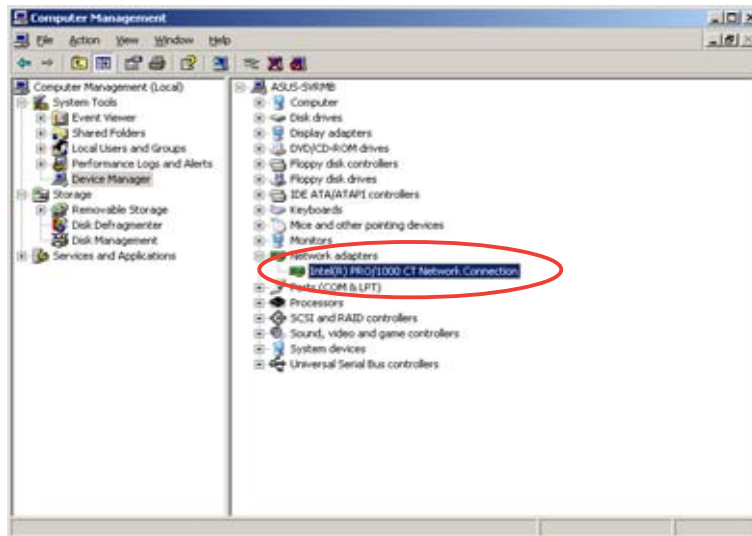 Computer Management
File Action View Window Help
Computer Management (Local)
System Tools
Event Viewer
Shared Folders
Local Users and Groups
Performance Logs and Alerts
Device Manager
Storage
Removable Storage
Disk Defragmenter
Disk Management
Services and Applications
ASUS-SVRMB
Computer
Disk drives
Display adapters
DVD/CD-ROM drives
Floppy disk controllers
Floppy disk drives
IDE ATA/ATAPI controllers
Keyboards
Mice and other pointing devices
Monitors
Network adapters
Intel(R) PRO/1000 CT Network Connection
Ports (COM & LPT)
Processors
SCSI and RAID controllers
Sound, video and game controllers
System devices
Universal Serial Bus controllers